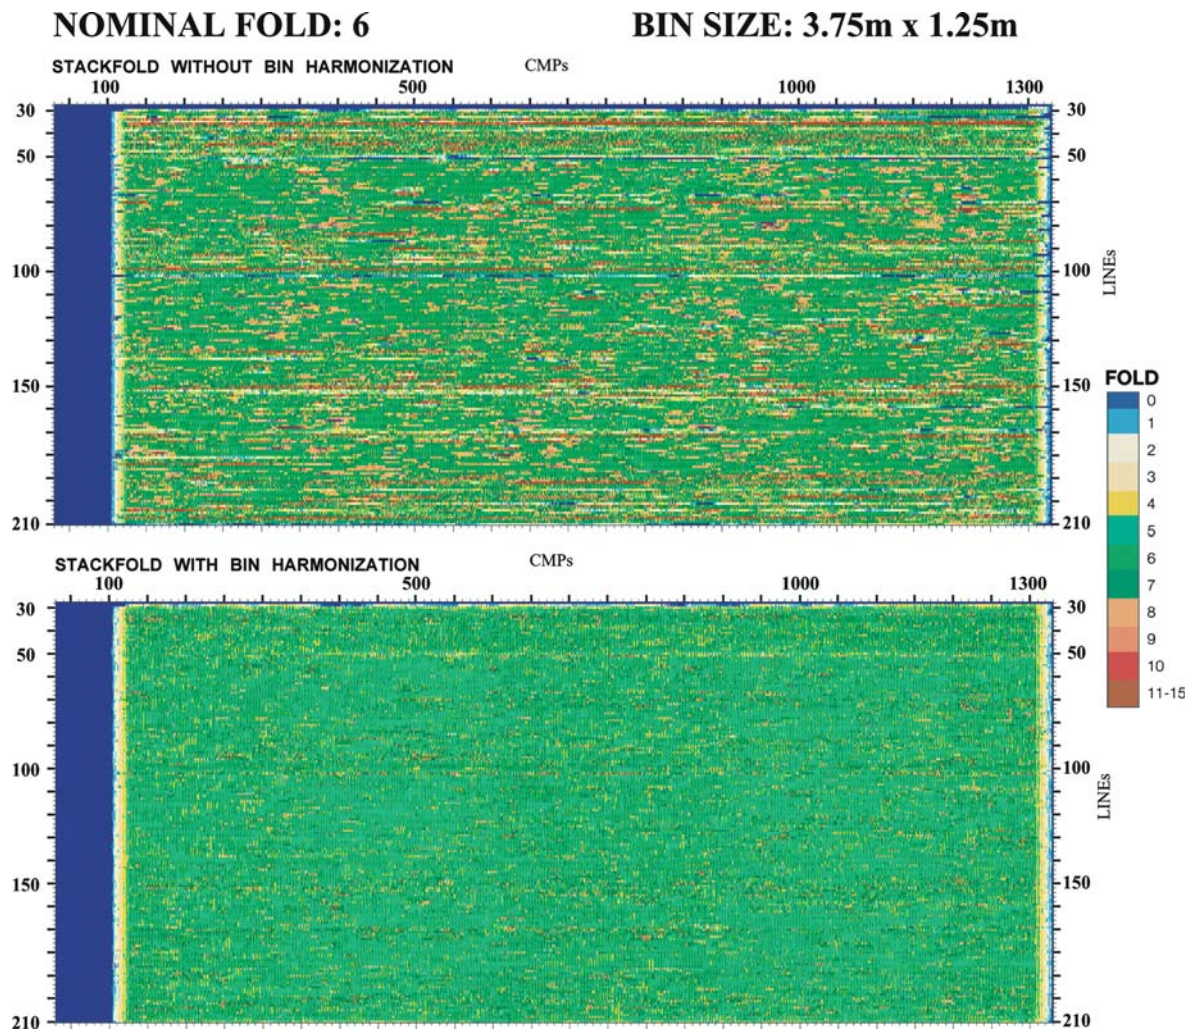 NOMINAL FOLD: 6 BIN SIZE: 3.75m x 1.25m
STACKFOLD WITHOUT BIN HARMONIZATION CMPs
100 500 1000 1300
30 30
50 50
100 100
LINEs
150 150
210 210
FOLD
0
1
2
3
4
5
6
7
8
9
10
11-15
STACKFOLD WITH BIN HARMONIZATION CMPs
100 500 1000 1300
30 30
50 50
100 100
LINEs
150 150
210 210